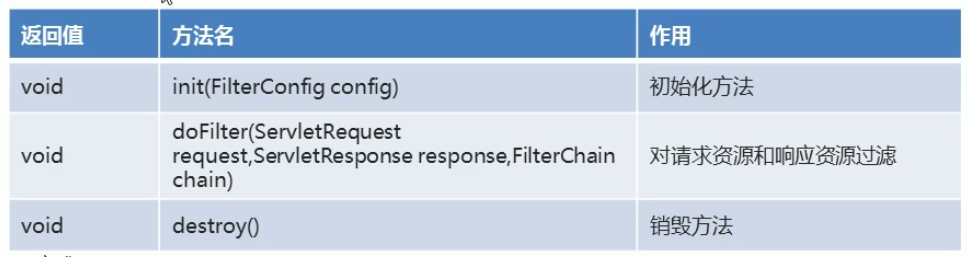 返回值 方法名 作用
void init(FilterConfig config) 初始化方法
doFilter(ServletRequest
void request,ServletResponse response,FilterChain 对请求资源和响应资源过滤
chain)
void destroy() 销毁方法